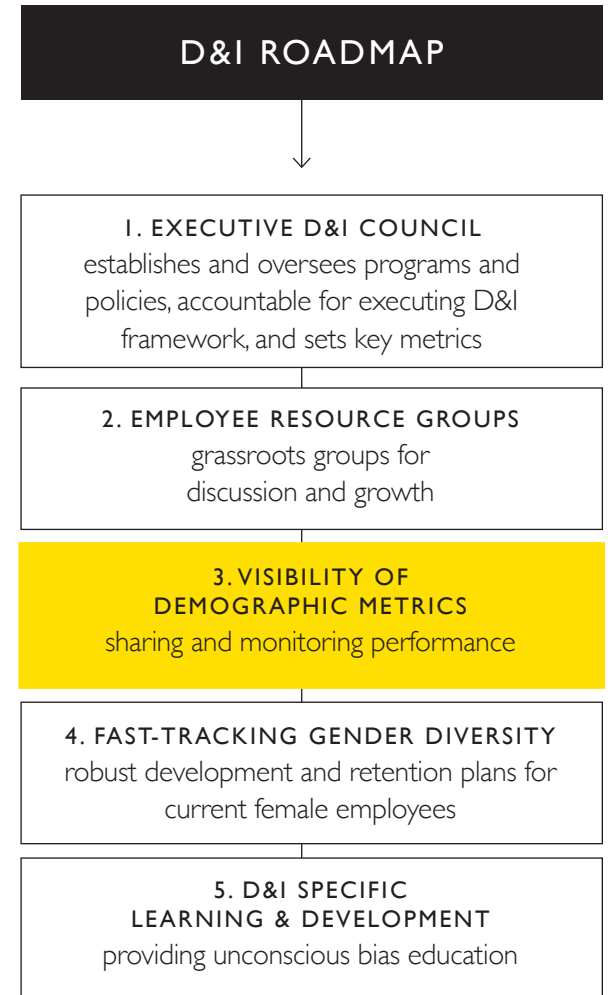 D&I ROADMAP
1. EXECUTIVE D&I COUNCIL
establishes and oversees programs and
policies, accountable for executing D&I
framework, and sets key metrics
2. EMPLOYEE RESOURCE GROUPS
grassroots groups for
discussion and growth
3. VISIBILITY OF
DEMOGRAPHIC METRICS
sharing and monitoring performance
4. FAST-TRACKING GENDER DIVERSITY
robust development and retention plans for
current female employees
5. D&I SPECIFIC
LEARNING & DEVELOPMENT
providing unconscious bias education